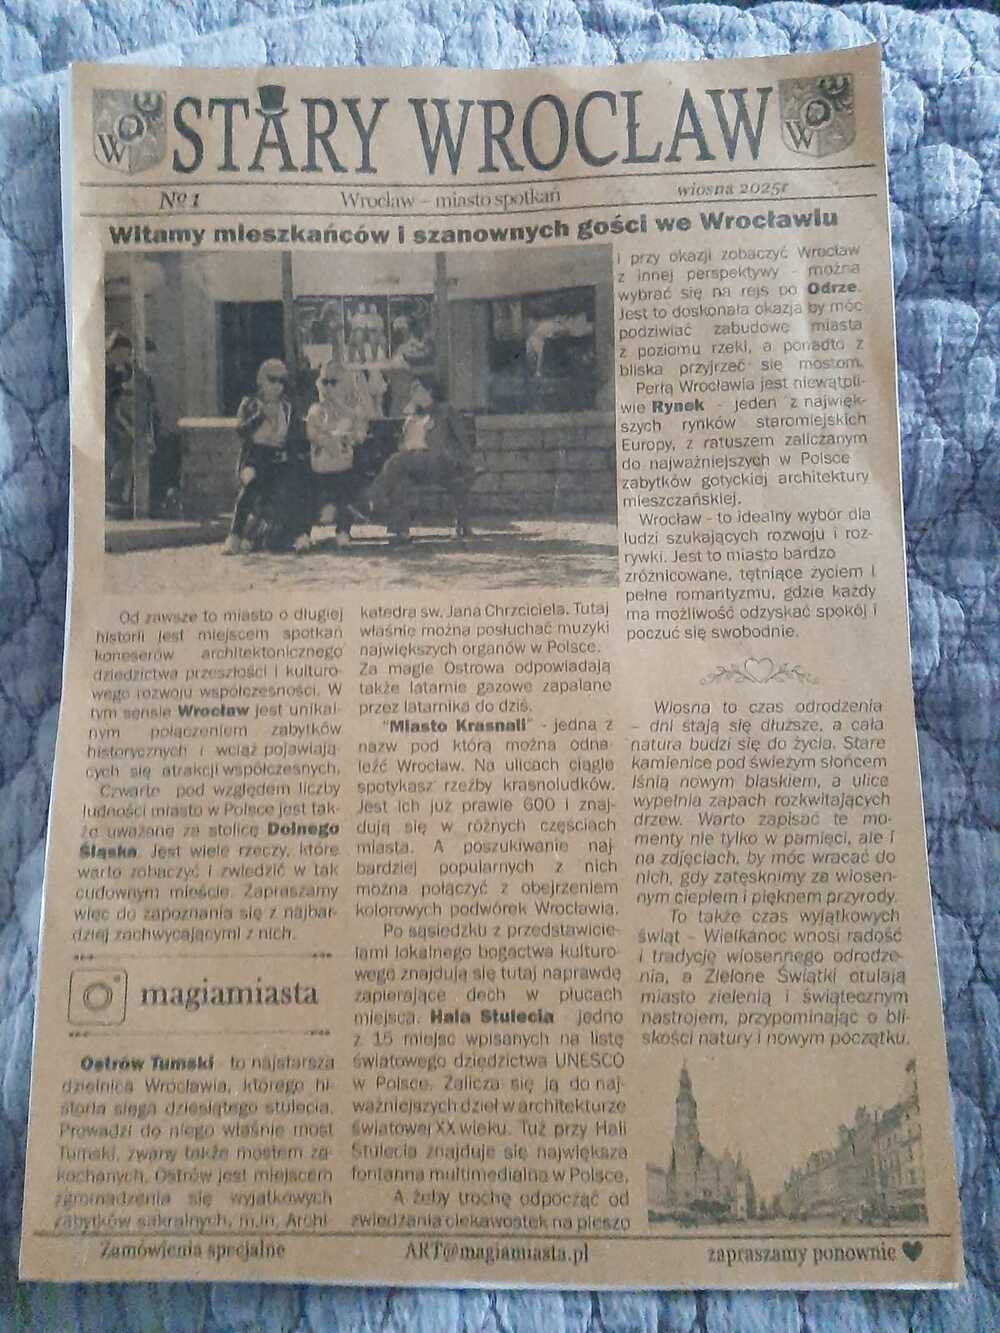 STARY WROCŁAW
Nº 1
Wrocław – miasto spotkań
wiosna 2025r
Witamy mieszkańców i szanownych gości we Wrocławiu
Od zawsze to miasto o długiej
historii jest miejscem spotkań
koneserów architektonicznego
dziedzictwa przeszłości i kulturo-
wego rozwoju współczesności. W
tym sensie Wrocław jest unikal-
nym połączeniem zabytków
historycznych i wciąż pojawiają-
cych się atrakcji współczesnych.
Czwarte pod względem liczby
ludności miasto w Polsce jest tak-
że uważane za stolicę Dolnego
Śląska. Jest wiele rzeczy, które
warto zobaczyć i zwiedzić w tak
cudownym mieście. Zapraszamy
więc do zapoznania się z najbar-
dziej zachwycającymi z nich.
magiamiasta
Ostrów Tumski - to najstarsza
dzielnica Wrocławia, którego hi-
storia sięga dziesiątego stulecia.
Prowadzi do niego właśnie most
Tumski, zwany także mostem za-
kochanych. Ostrów jest miejscem
zgromadzenia się wyjątkowych
zabytków sakralnych, m.in. Archi
katedra sw. Jana Chrzciciela. Tutaj
właśnie można posłuchać muzyki
największych organów w Polsce.
Za magie Ostrowa odpowiadają
także latarnie gazowe zapalane
przez latarnika do dziś.
"Miasto Krasnali" - jedna z
nazw pod którą można odna-
leźć Wrocław. Na ulicach ciągle
spotykasz rzeźby krasnoludków.
Jest ich już prawie 600 i znaj-
dują się w różnych częściach
miasta. A poszukiwanie naj
bardziej popularnych z nich
można połączyć z obejrzeniem
kolorowych podwórek Wrocławia.
Po sąsiedzku z przedstawicie-
lami lokalnego bogactwa kulturo-
wego znajdują się tutaj naprawdę
zapierające dech w płucach
miejsca. Hala Stulecia - jedno
z 15 miejsc wpisanych na listę
światowego dziedzictwa UNESCO
w Polsce. Zalicza się ją do naj-
ważniejszych dzieł w architekturze
światowej XX wieku. Tuż przy Hali
Stulecia znajduje się największa
fontanna multimedialna w Polsce.
A żeby trochę odpocząć od
zwiedzania ciekawostek na pieszo
i przy okazji zobaczyć Wrocław
z innej perspektywy - można
wybrać się na rejs po Odrze.
Jest to doskonała okazja by móc
podziwiać zabudowę miasta
z poziomu rzeki, a ponadto z
bliska przyjrzeć się mostom.
Perłą Wrocławia jest niewątpli-
wie Rynek - jeden z najwięk-
szych rynków staromiejskich
Europy, z ratuszem zaliczanym
do najważniejszych w Polsce
zabytków gotyckiej architektury
mieszczańskiej.
Wrocław - to idealny wybór dla
ludzi szukających rozwoju i roz-
rywki. Jest to miasto bardzo
zróżnicowane, tętniące życiem i
pełne romantyzmu, gdzie każdy
ma możliwość odzyskać spokój i
poczuć się swobodnie.
Wiosna to czas odrodzenia
– dni stają się dłuższe, a cała
natura budzi się do życia. Stare
kamienice pod świeżym słońcem
lśnią nowym blaskiem, a ulice
wypełnia zapach rozkwitających
drzew. Warto zapisać te mo-
menty nie tylko w pamięci, ale i
na zdjęciach, by móc wracać do
nich, gdy zatęsknimy za wiosen-
nym ciepłem i pięknem przyrody.
To także czas wyjątkowych
świąt – Wielkanoc wnosi radość
i tradycję wiosennego odrodze-
nia, a Zielone Świątki otulają
miasto zielenią i świątecznym
nastrojem, przypominając o bli-
skości natury i nowym początku.
Zamówienia specjalne
ART@magiamiasta.pl
zapraszamy ponownie